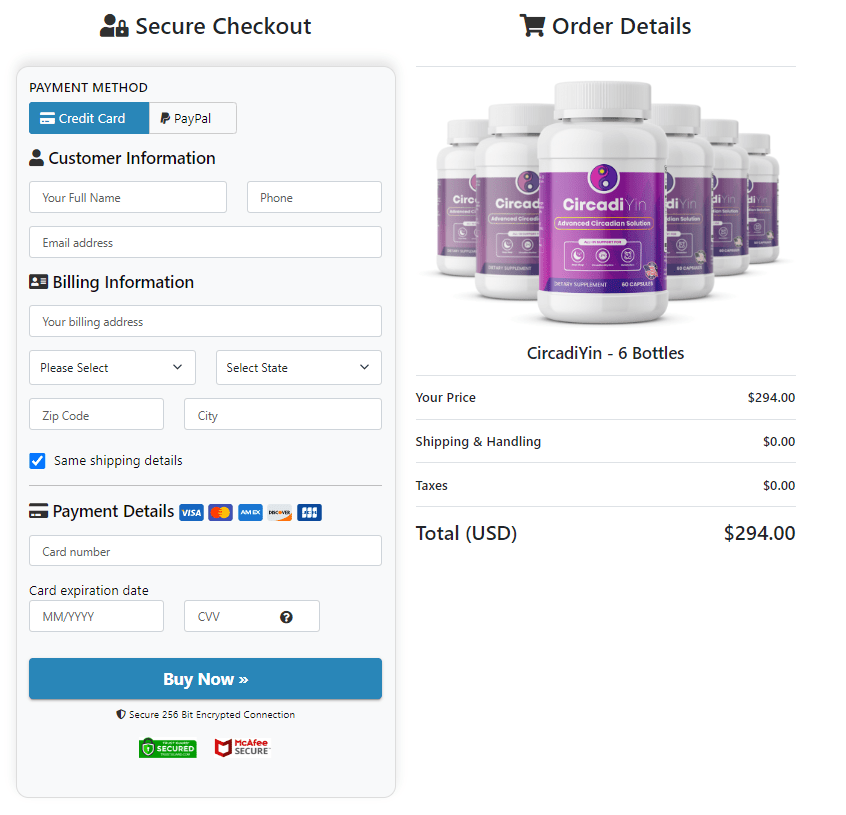 Secure Checkout
PAYMENT METHOD
Credit Card
PayPal
Customer Information
Your Full Name
Phone
Email address
Billing Information
Your billing address
Please Select
Select State
Zip Code
City
Same shipping details
Payment Details VISA AMEX DISCOVER JCB
Card number
Card expiration date
MM/YYYY
CVV
Buy Now »
Secure 256 Bit Encrypted Connection
SECURED
McAfee
SECURE
Order Details
CircadiYin
Advanced Circadian Solution
ALL-IN SUPPORT FOR
DIETARY SUPPLEMENT
60 CAPSULES
CircadiYin - 6 Bottles
Your Price $294.00
Shipping & Handling $0.00
Taxes $0.00
Total (USD) $294.00